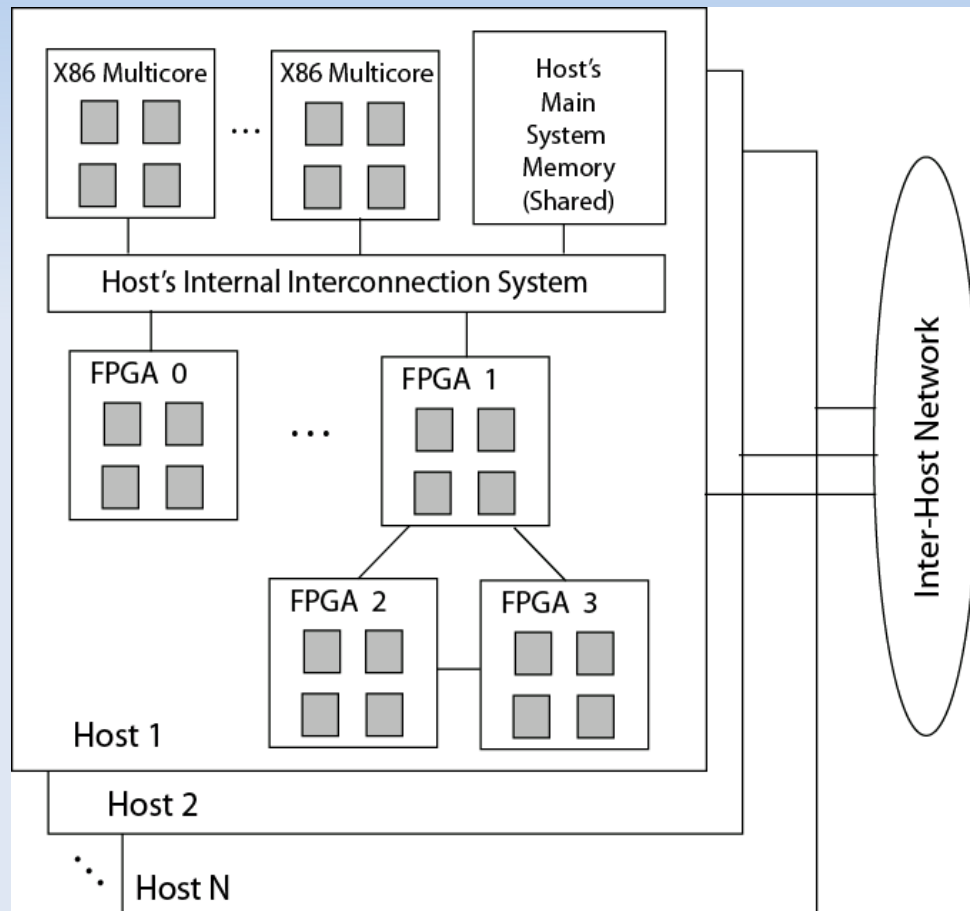 X86 Multicore
...
X86 Multicore
Host's
Main
System
Memory
(Shared)
Host's Internal Interconnection System
FPGA 0
...
FPGA 1
FPGA 2
FPGA 3
Host 1
Host 2
...
Host N
Inter-Host Network